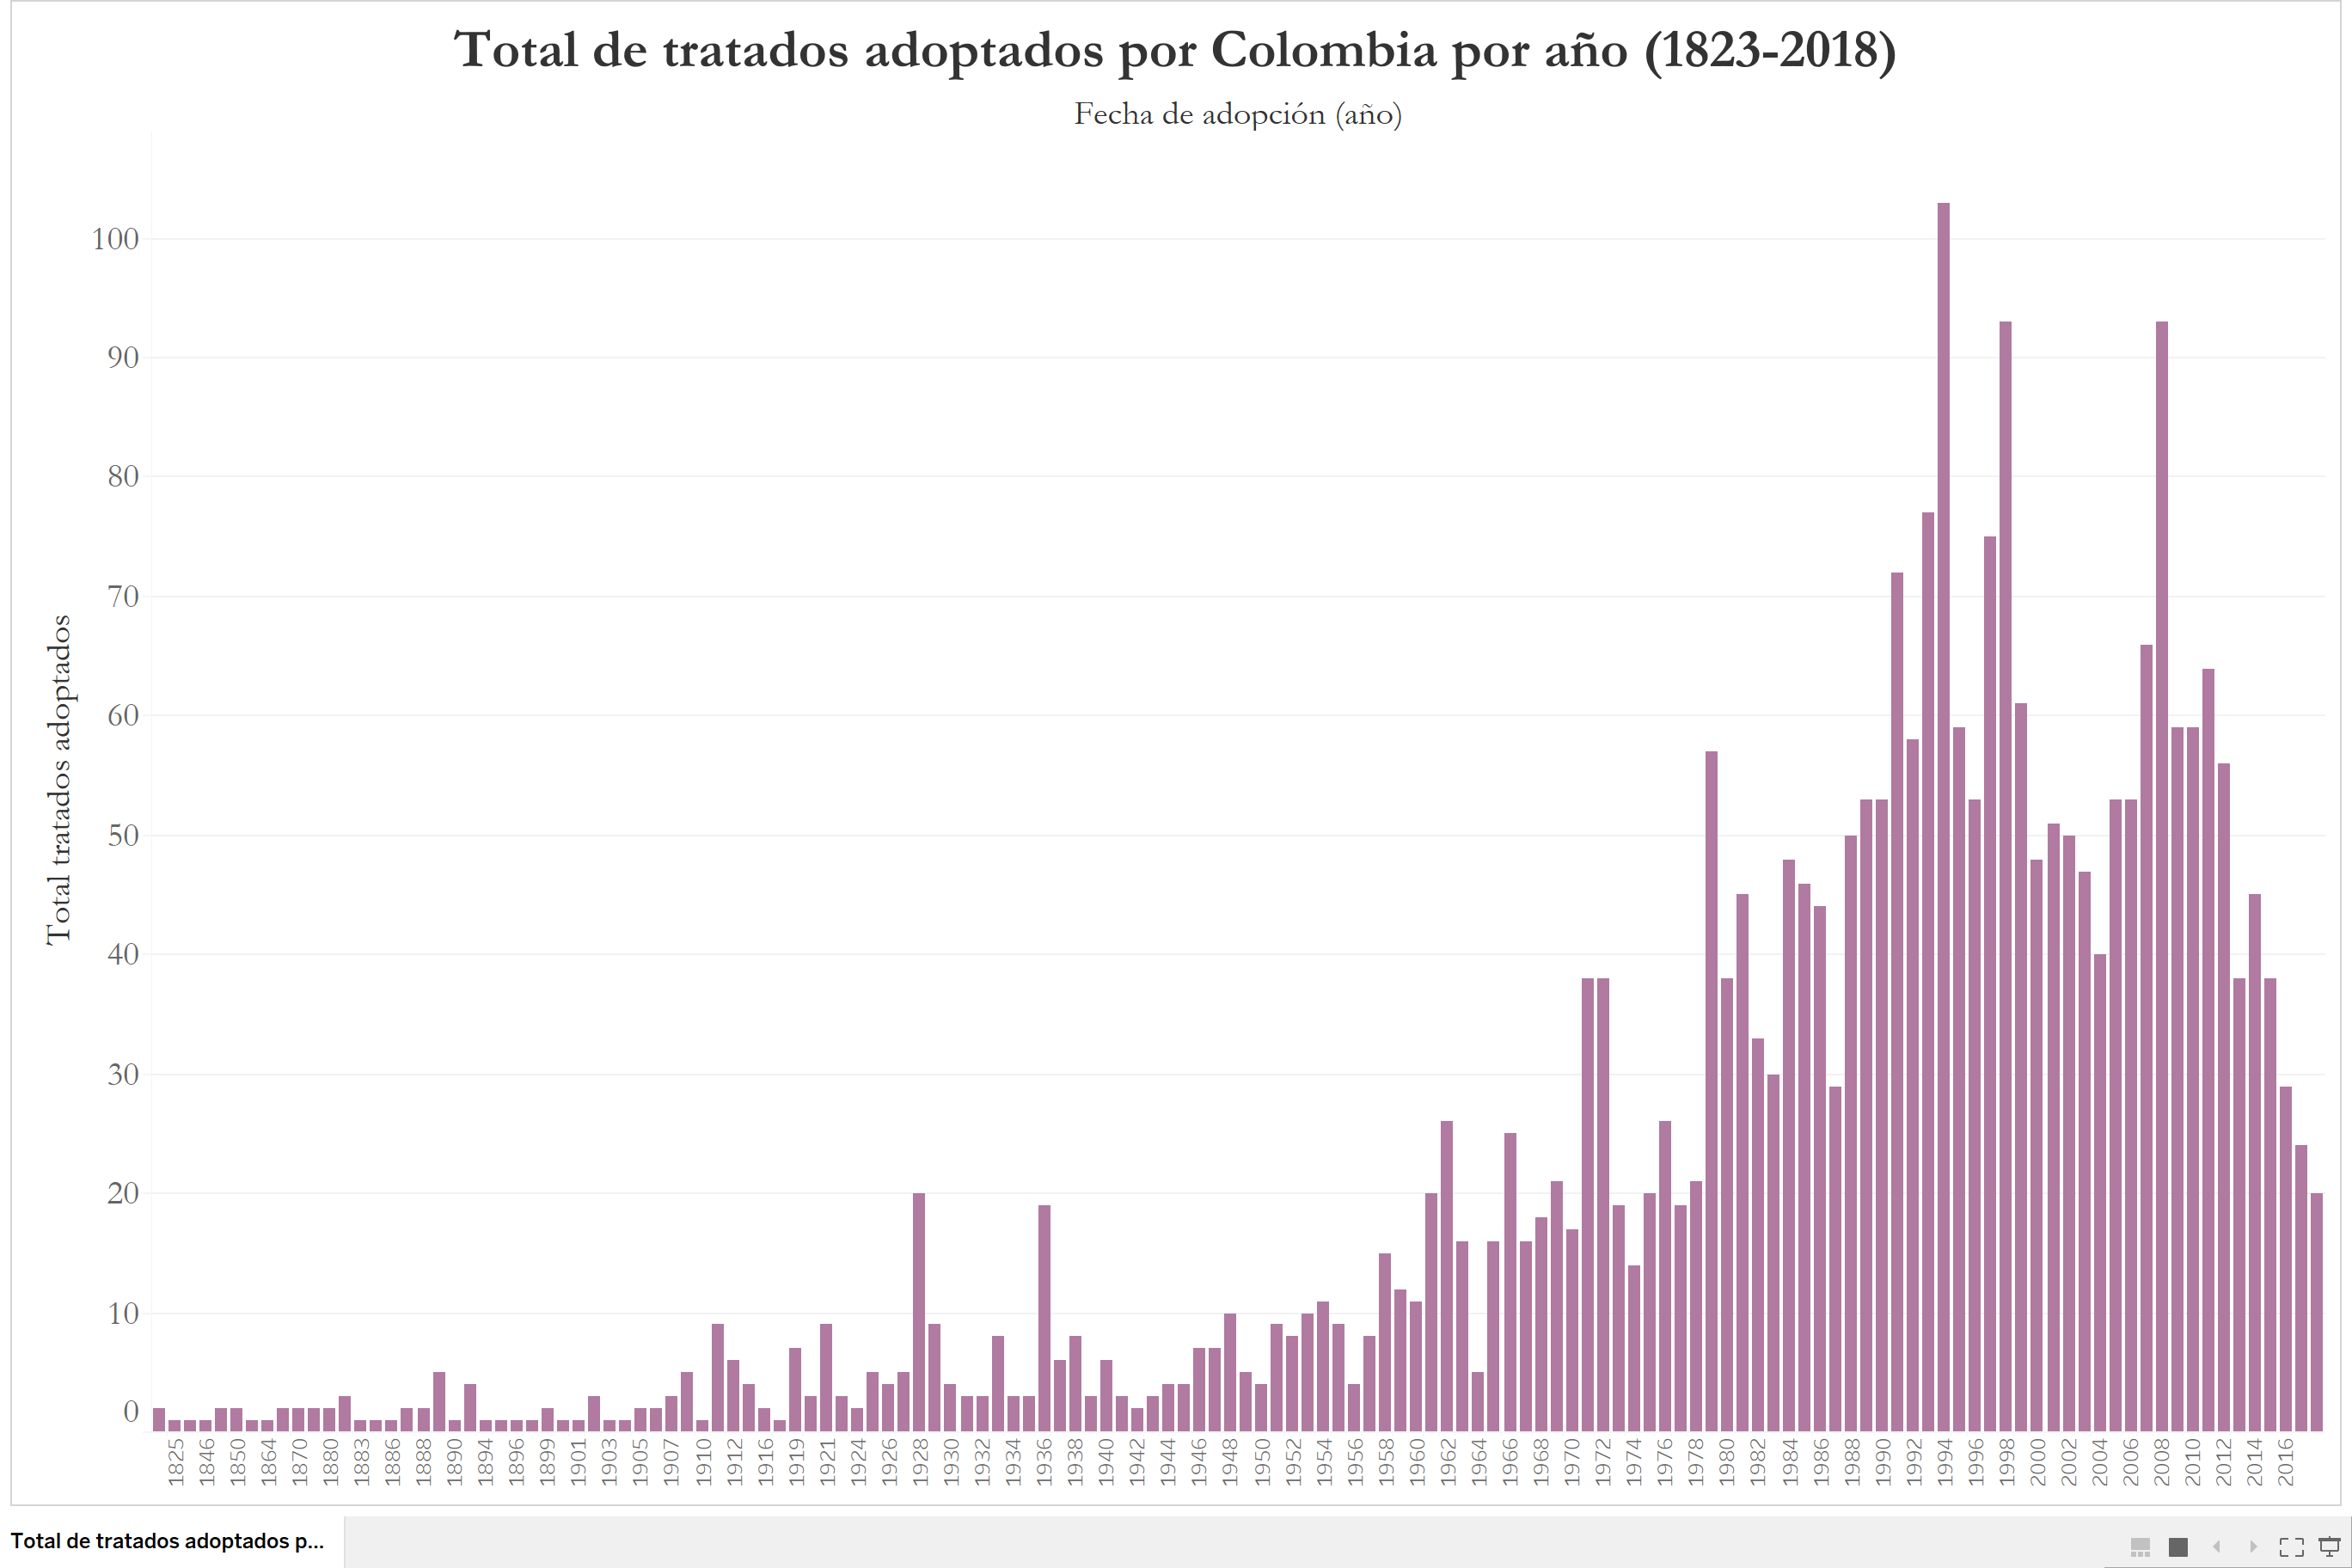 Total de tratados adoptados por Colombia por año (1823-2018)
Fecha de adopción (año)
Total tratados adoptados
100
90
80
70
60
50
40
30
20
10
0
1825 1846 1850 1864 1870 1880 1883 1886 1888 1890 1894 1896 1899 1901 1903 1905 1907 1910 1912 1916 1919 1921 1924 1926 1928 1930 1932 1934 1936 1938 1940 1942 1944 1946 1948 1950 1952 1954 1956 1958 1960 1962 1964 1966 1968 1970 1972 1974 1976 1978 1980 1982 1984 1986 1988 1990 1992 1994 1996 1998 2000 2002 2004 2006 2008 2010 2012 2014 2016
Total de tratados adoptados p...